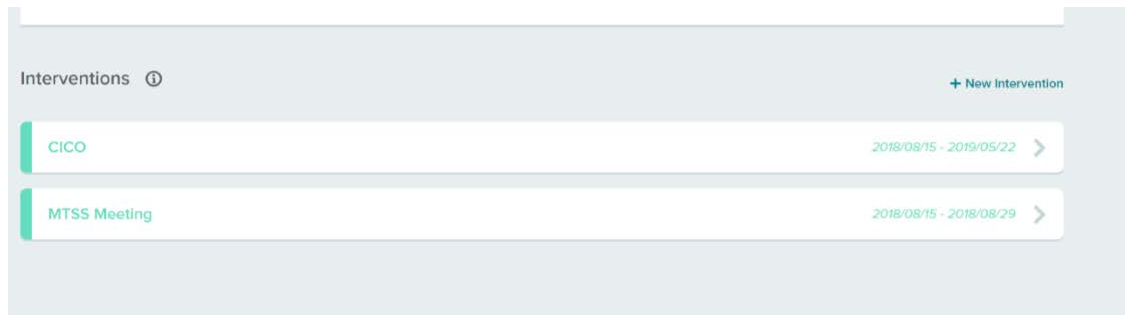 Interventions
+ New Intervention
CICO
2018/08/15 - 2019/05/22
MTSS Meeting
2018/08/15 - 2018/08/29